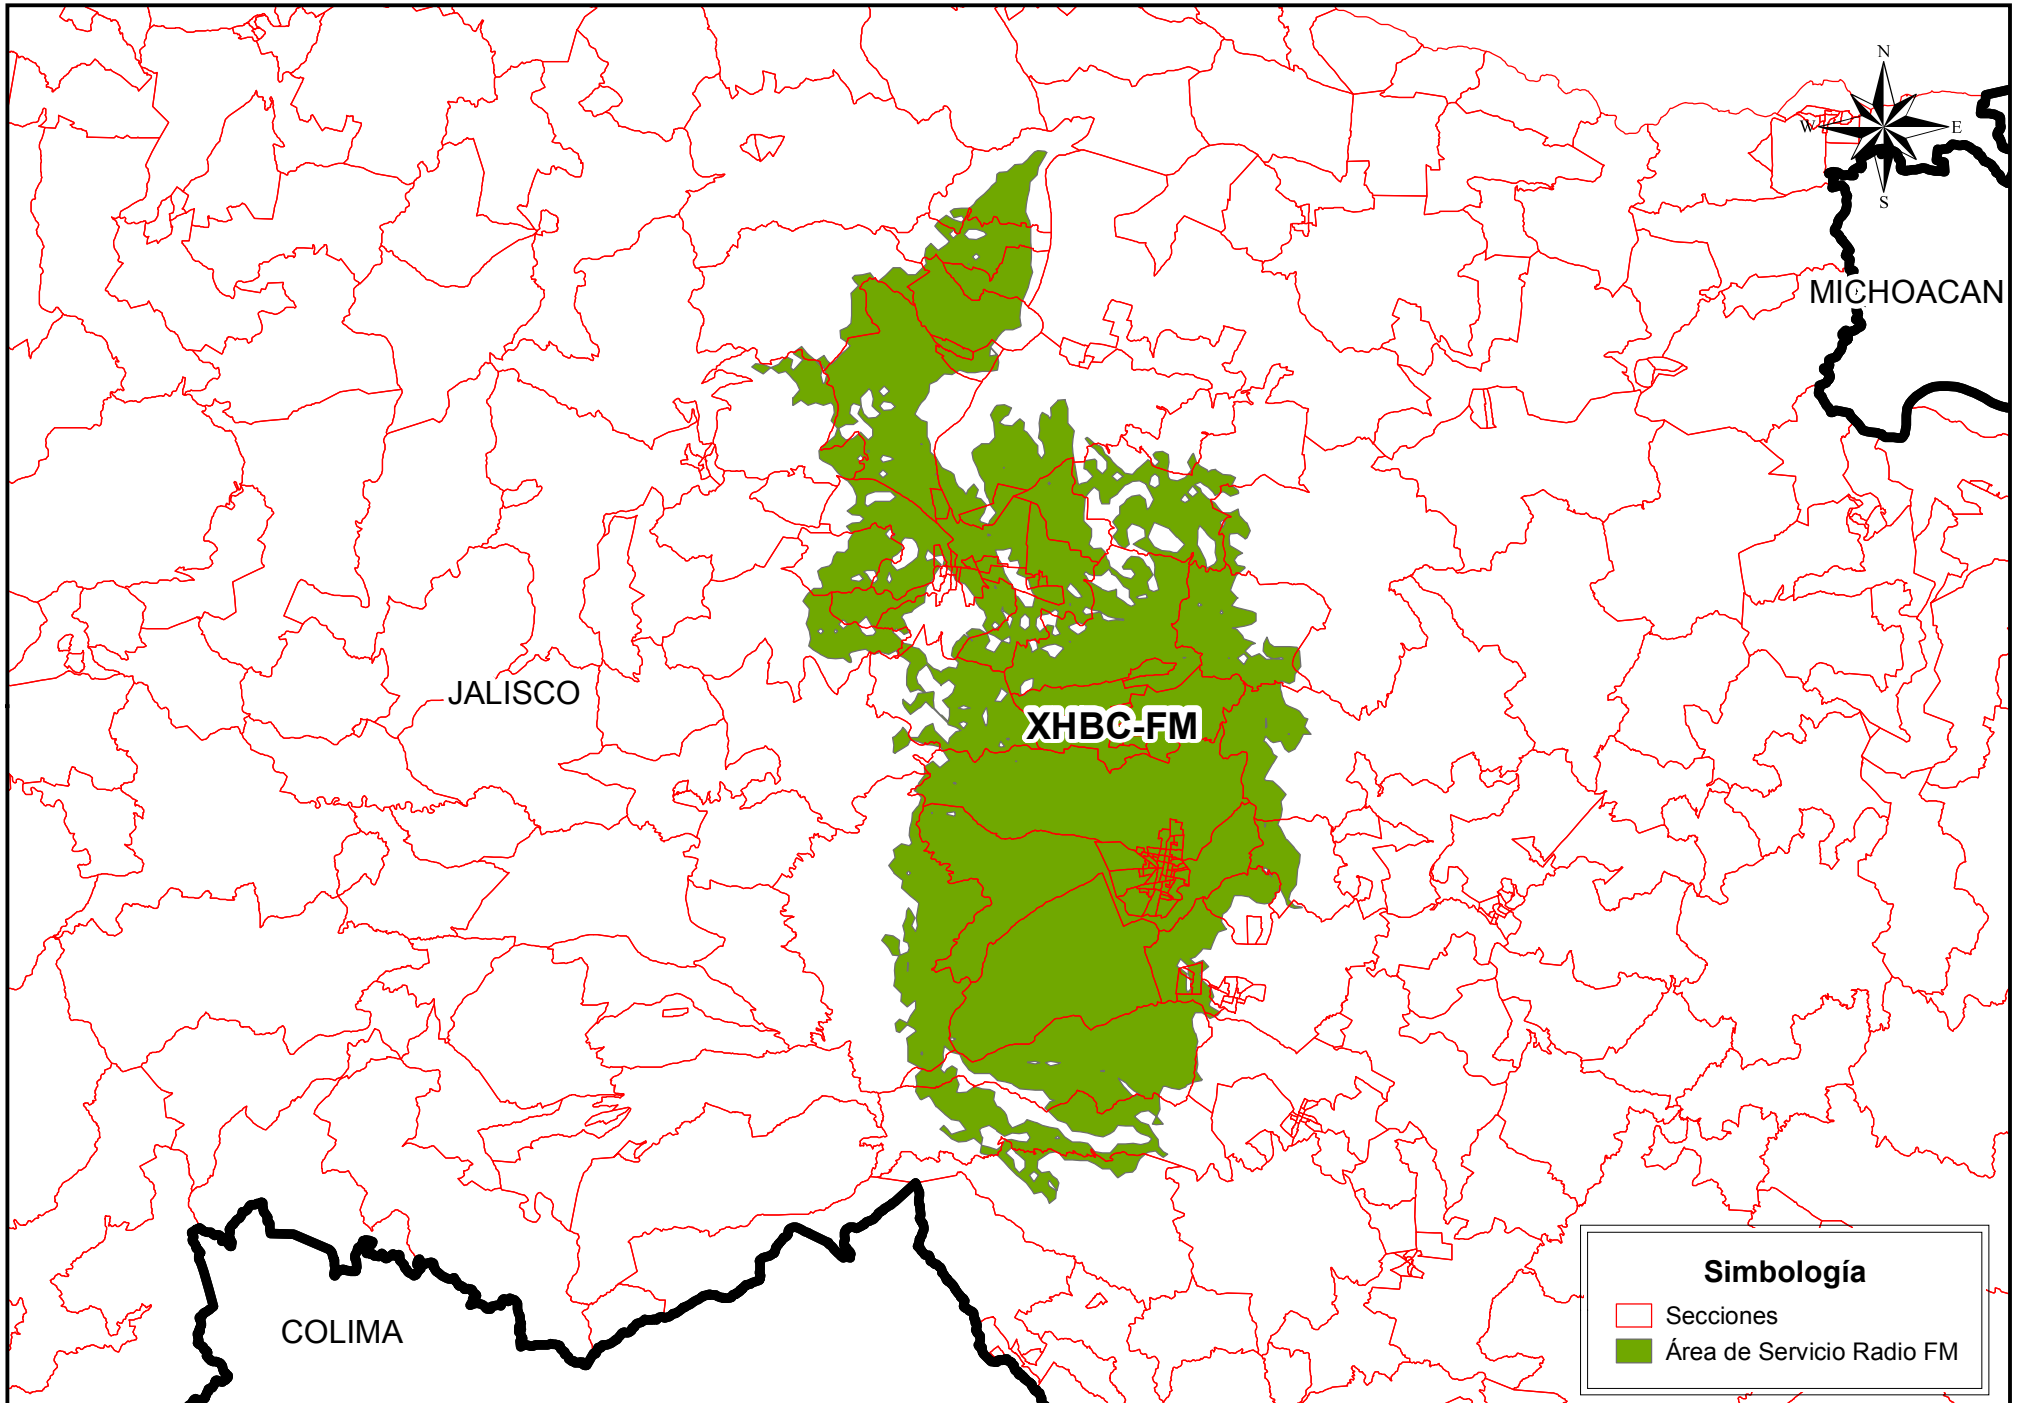 N
W
E
S
MICHOACAN
JALISCO
XHBC-FM
COLIMA
Simbología
Secciones
Área de Servicio Radio FM